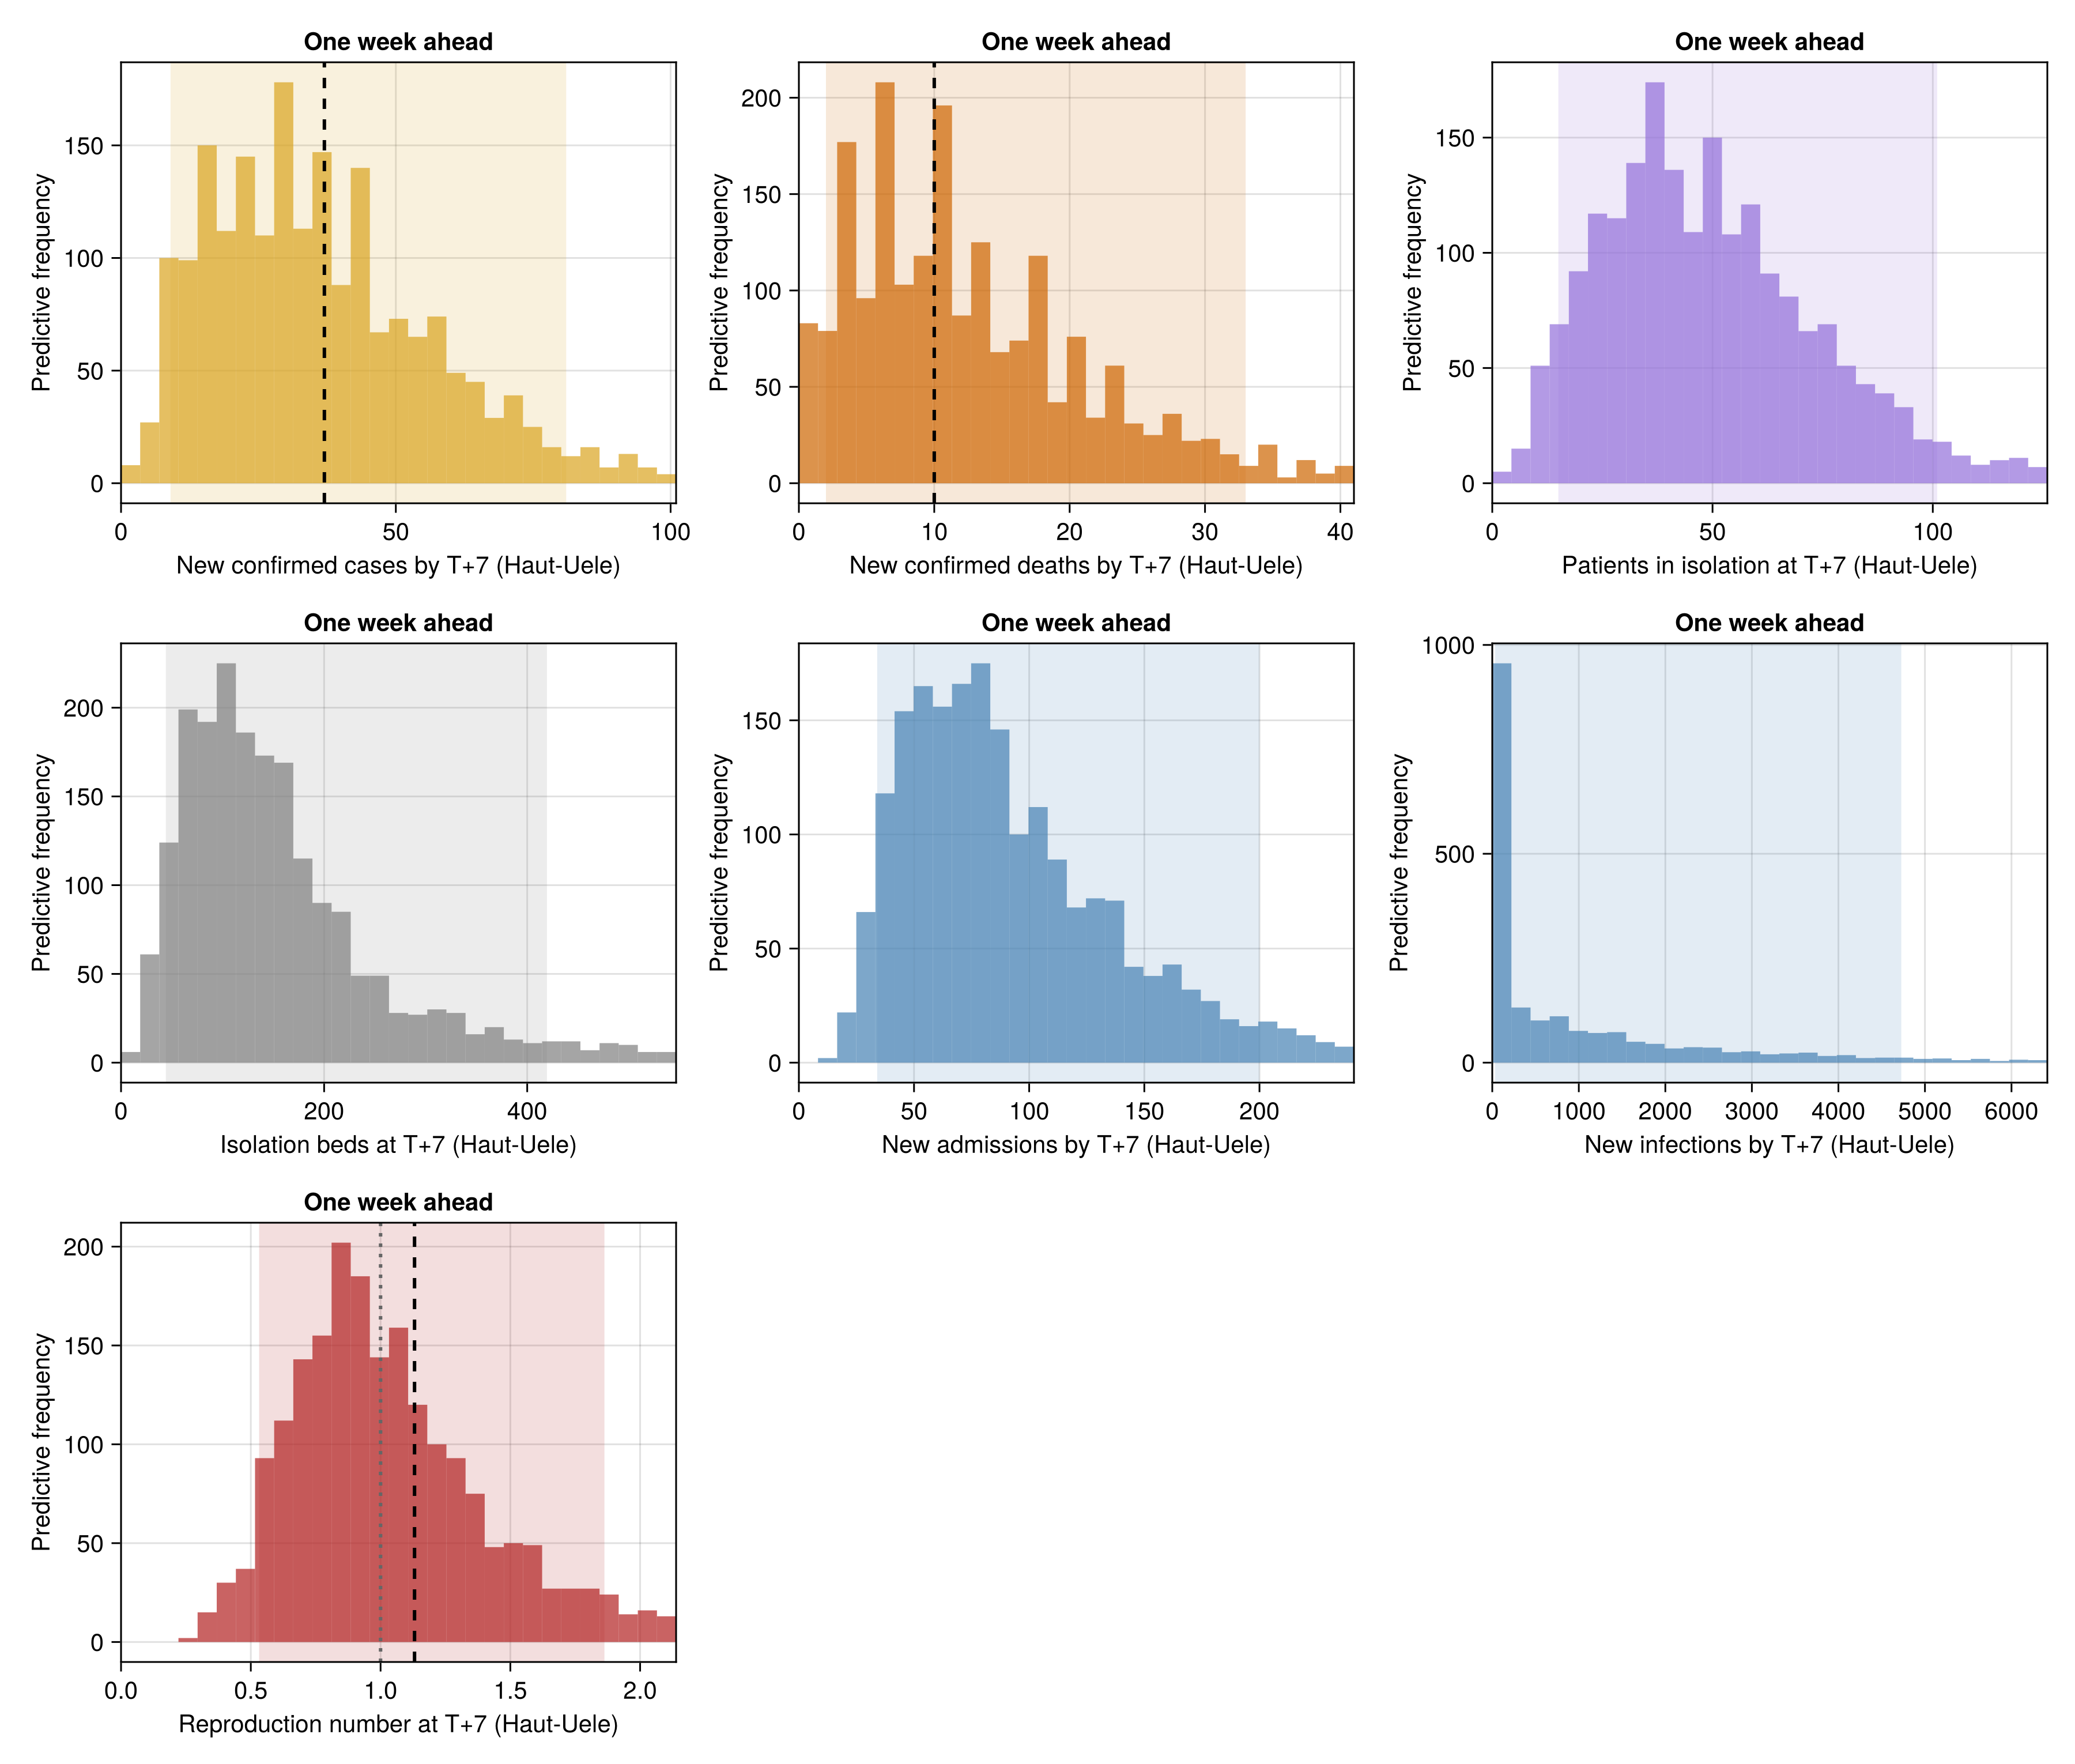 One week ahead
One week ahead
One week ahead
Predictive frequency
150
100
50
0
0
50
100
New confirmed cases by T+7 (Haut-Uele)
Predictive frequency
200
150
100
50
0
0
10
20
30
40
New confirmed deaths by T+7 (Haut-Uele)
Predictive frequency
150
100
50
0
0
50
100
Patients in isolation at T+7 (Haut-Uele)
One week ahead
One week ahead
One week ahead
Predictive frequency
200
150
100
50
0
0
200
400
Isolation beds at T+7 (Haut-Uele)
Predictive frequency
150
100
50
0
0
50
100
150
200
New admissions by T+7 (Haut-Uele)
Predictive frequency
1000
500
0
0
1000
2000
3000
4000
5000
6000
New infections by T+7 (Haut-Uele)
One week ahead
Predictive frequency
200
150
100
50
0
0.0
0.5
1.0
1.5
2.0
Reproduction number at T+7 (Haut-Uele)